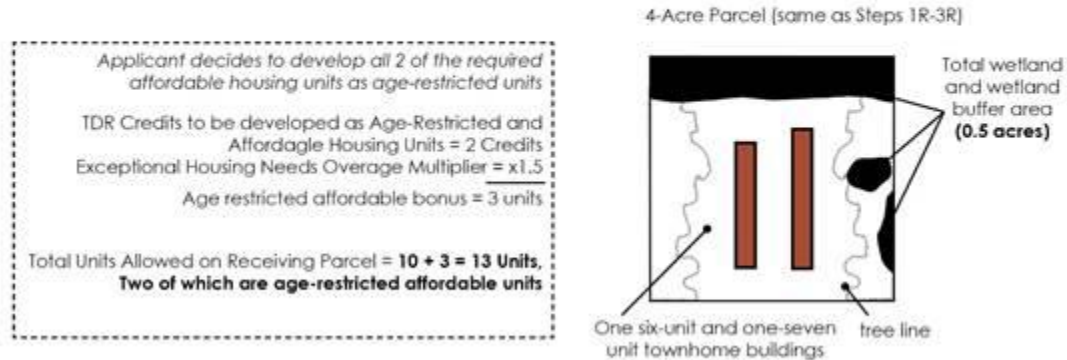 Applicant decides to develop all 2 of the required
affordable housing units as age-restricted units
TDR Credits to be developed as Age-Restricted and
Affordagle Housing Units = 2 Credits
Exceptional Housing Needs Overage Multiplier = x1.5
Age restricted affordable bonus = 3 units
Total Units Allowed on Receiving Parcel = 10 + 3 = 13 Units,
Two of which are age-restricted affordable units
4-Acre Parcel (same as Steps 1R-3R)
Total wetland
and wetland
buffer area
(0.5 acres)
One six-unit and one-seven
unit townhome buildings
tree line